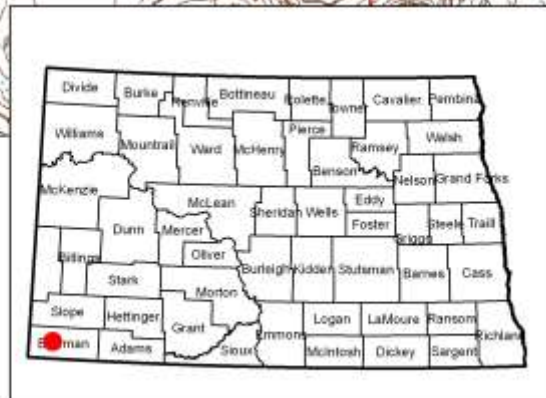 Divide Burke Renville Bottineau Rolette Towner Cavalier Pembina
Williams Mountrail Ward McHenry Pierce Ramsey Walsh
McKenzie Benson Nelson Grand Forks
McLean Sheridan Wells Eddy
Dunn Mercer Foster Griggs Steele Traill
Billings Oliver Burleigh Kidder Stutsman Barnes Cass
Stark Morton
Slope Hettinger Grant Logan LaMoure Ransom
Adams Sioux Emmons McIntosh Dickey Sargent Richland